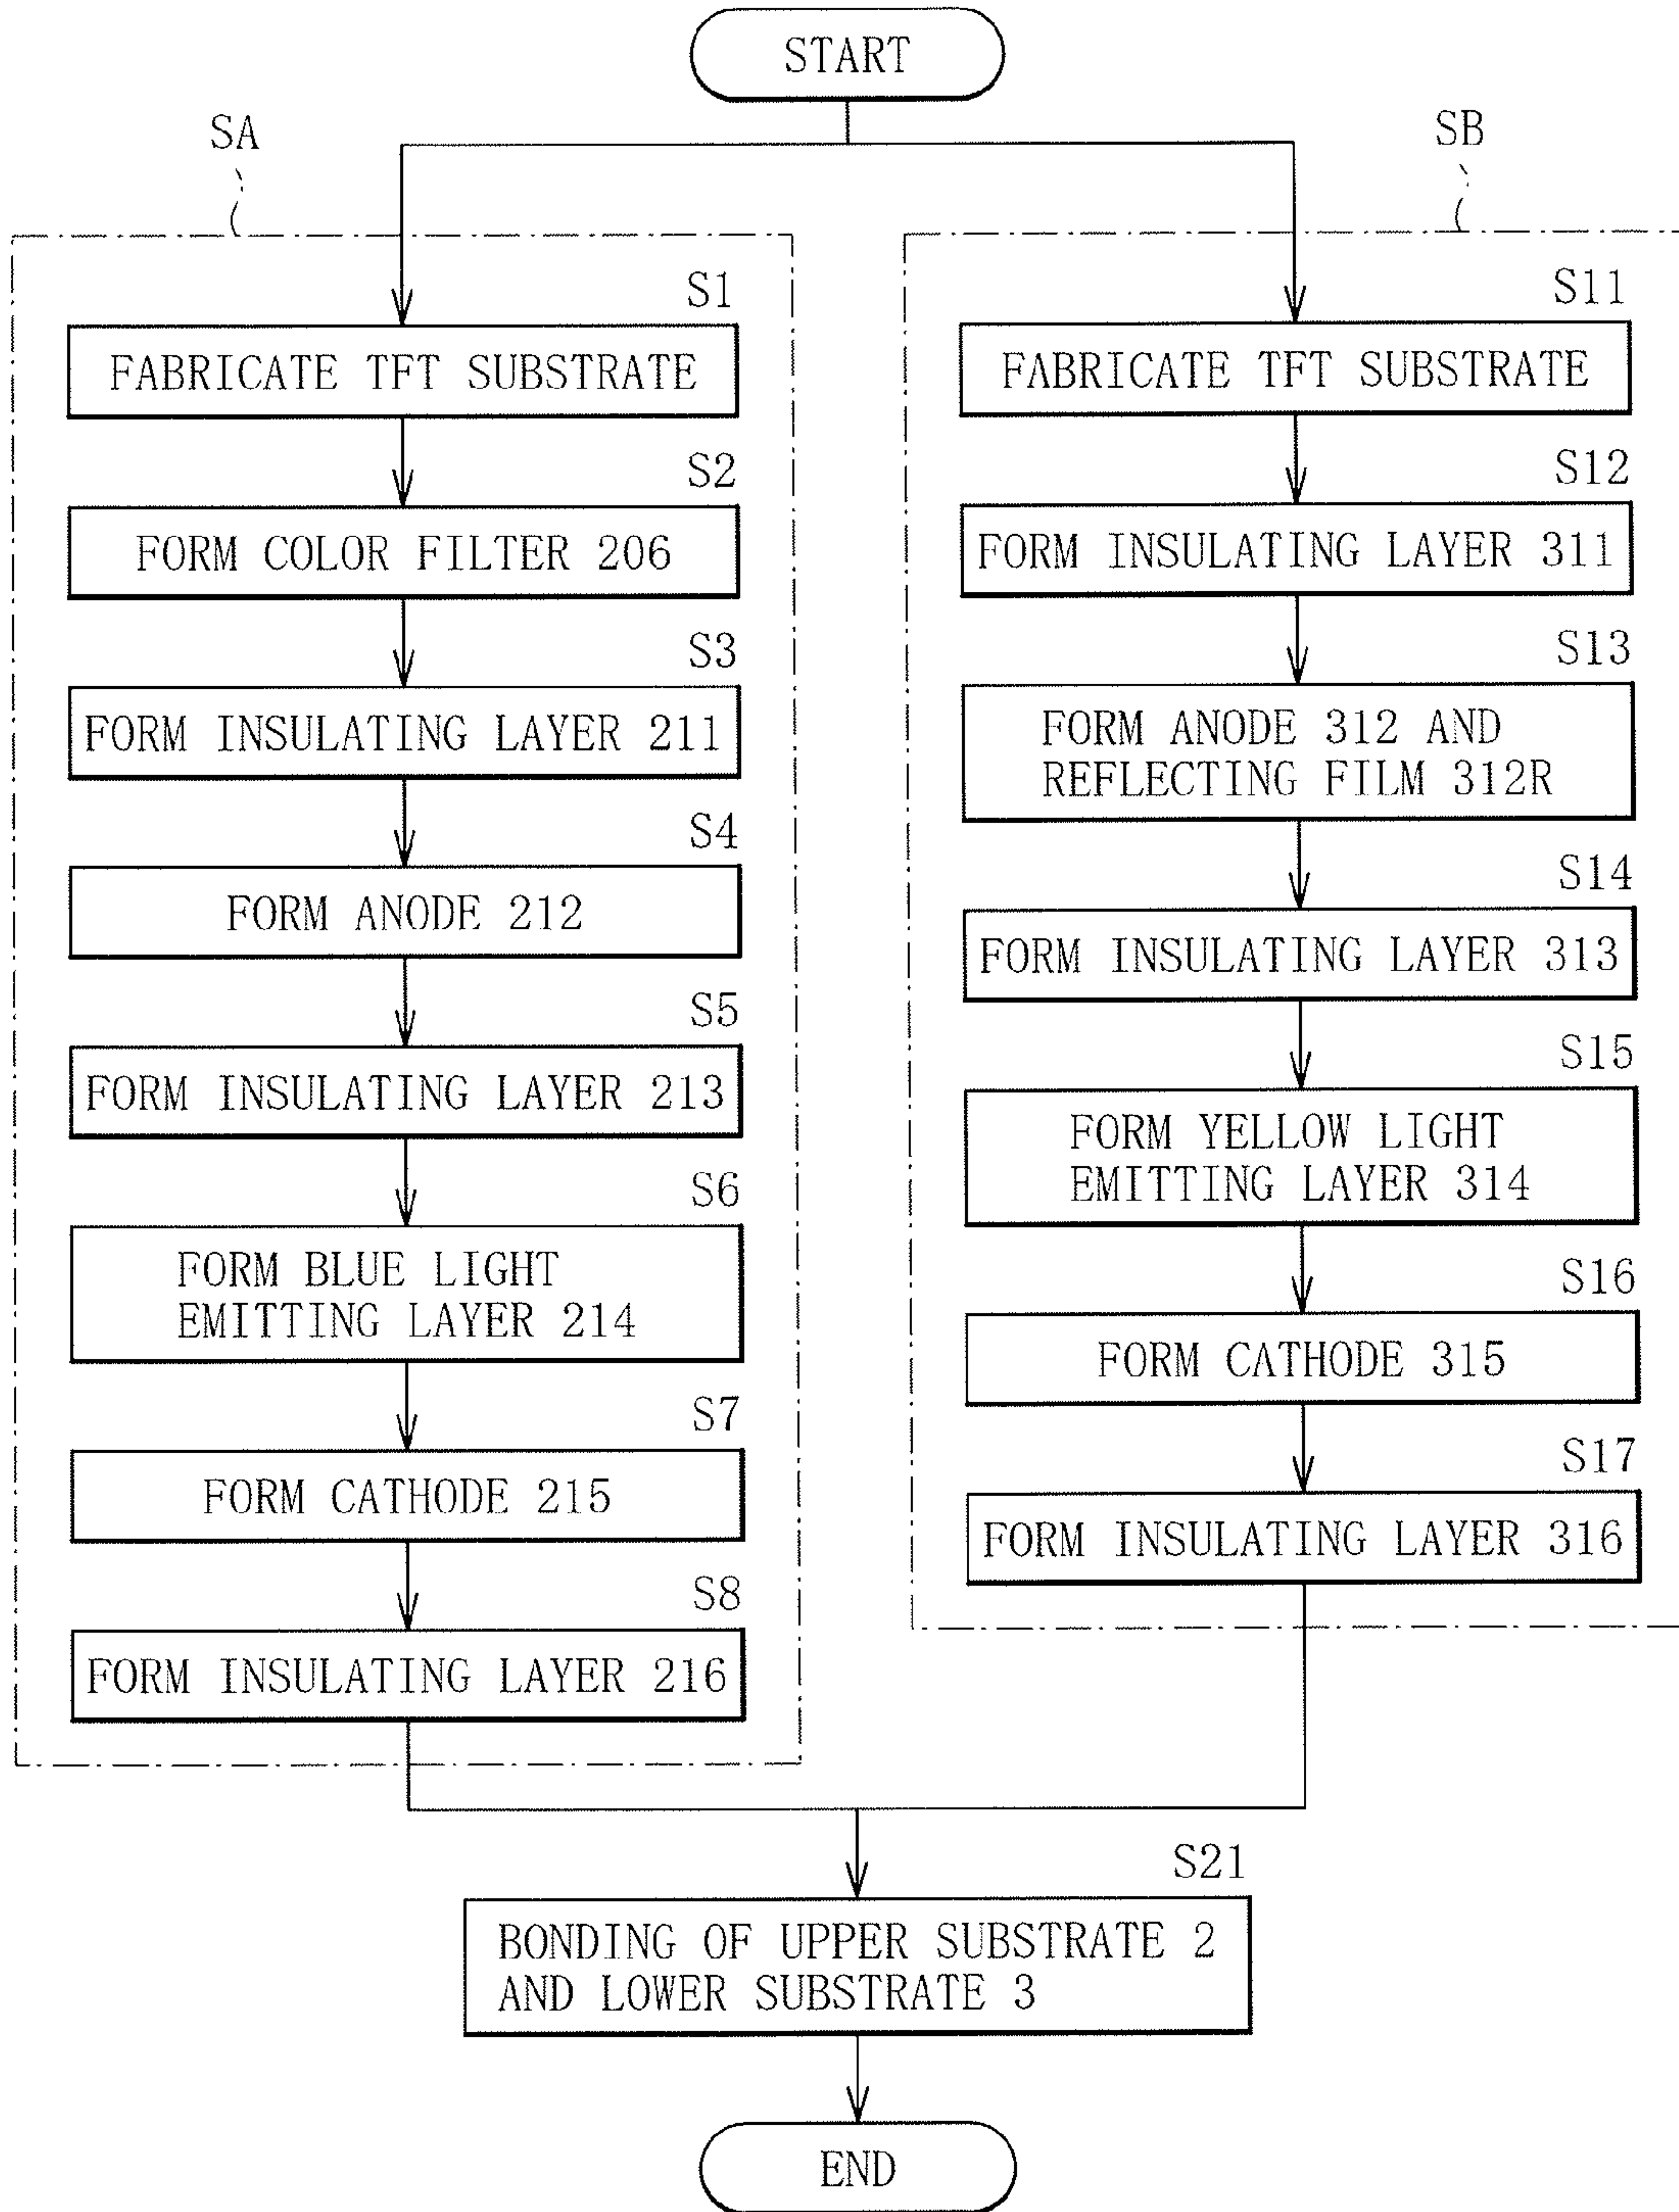 START
SA
S1
FABRICATE TFT SUBSTRATE
S2
FORM COLOR FILTER 206
S3
FORM INSULATING LAYER 211
S4
FORM ANODE 212
S5
FORM INSULATING LAYER 213
S6
FORM BLUE LIGHT
EMITTING LAYER 214
S7
FORM CATHODE 215
S8
FORM INSULATING LAYER 216
SB
S11
FABRICATE TFT SUBSTRATE
S12
FORM INSULATING LAYER 311
S13
FORM ANODE 312 AND
REFLECTING FILM 312R
S14
FORM INSULATING LAYER 313
S15
FORM YELLOW LIGHT
EMITTING LAYER 314
S16
FORM CATHODE 315
S17
FORM INSULATING LAYER 316
S21
BONDING OF UPPER SUBSTRATE 2
AND LOWER SUBSTRATE 3
END